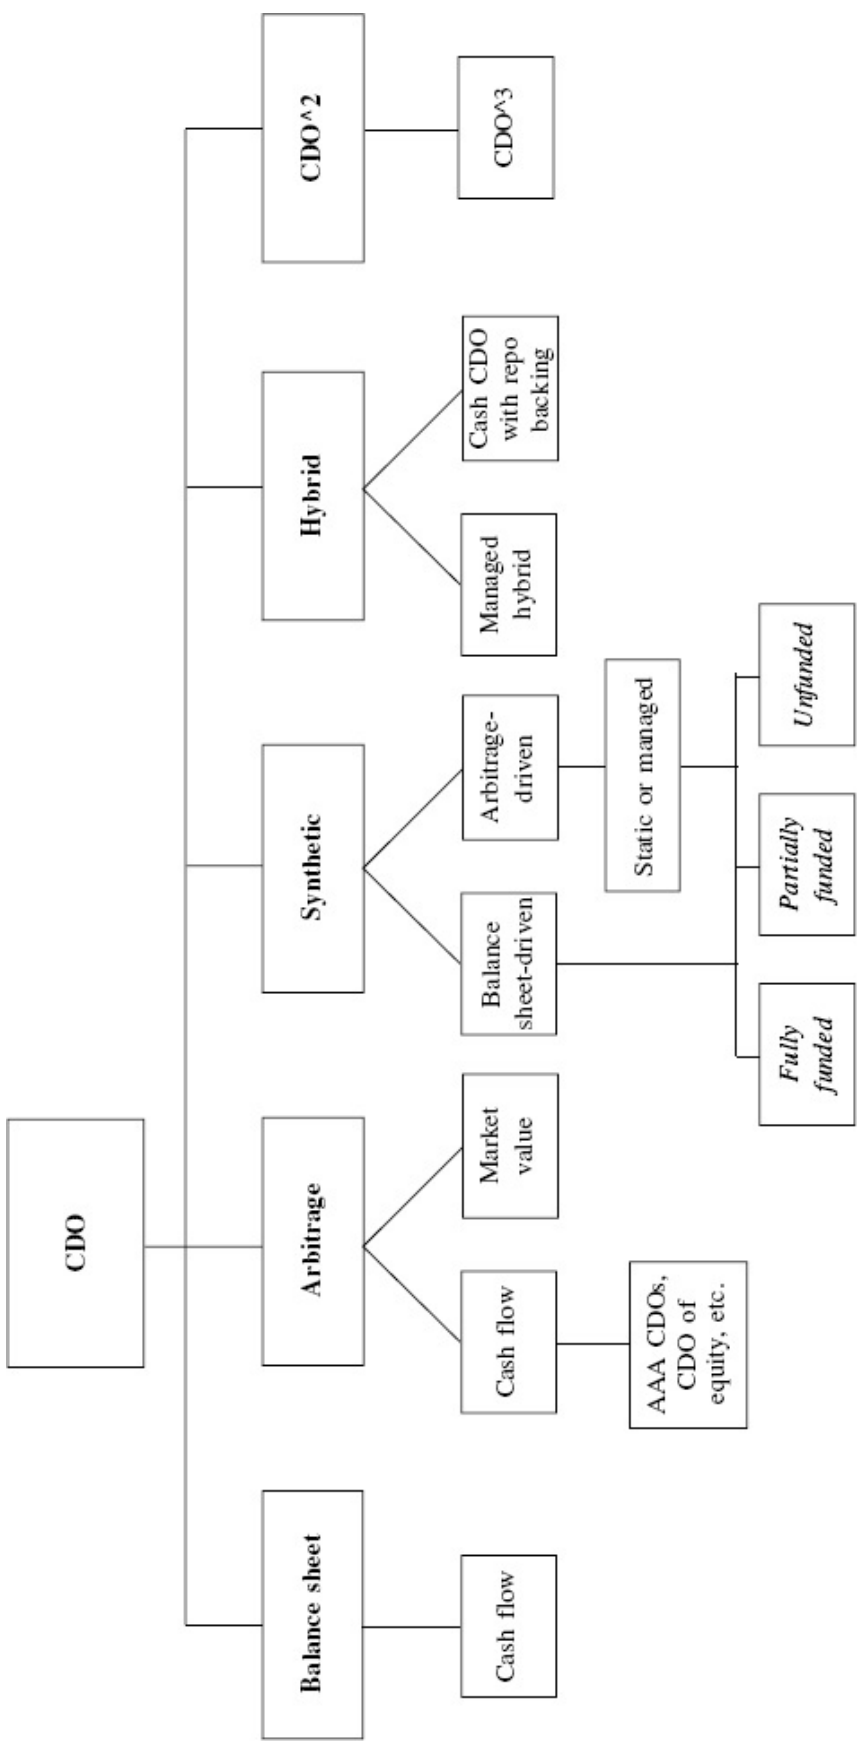 CDO
Balance sheet
Arbitrage
Synthetic
Hybrid
CDO^2
Cash flow
Cash flow
Market
value
Balance
sheet-driven
Arbitrage-
driven
Managed
hybrid
Cash CDO
with repo
backing
CDO^3
AAA CDOs,
CDO of
equity, etc.
Static or managed
Fully
funded
Partially
funded
Unfunded